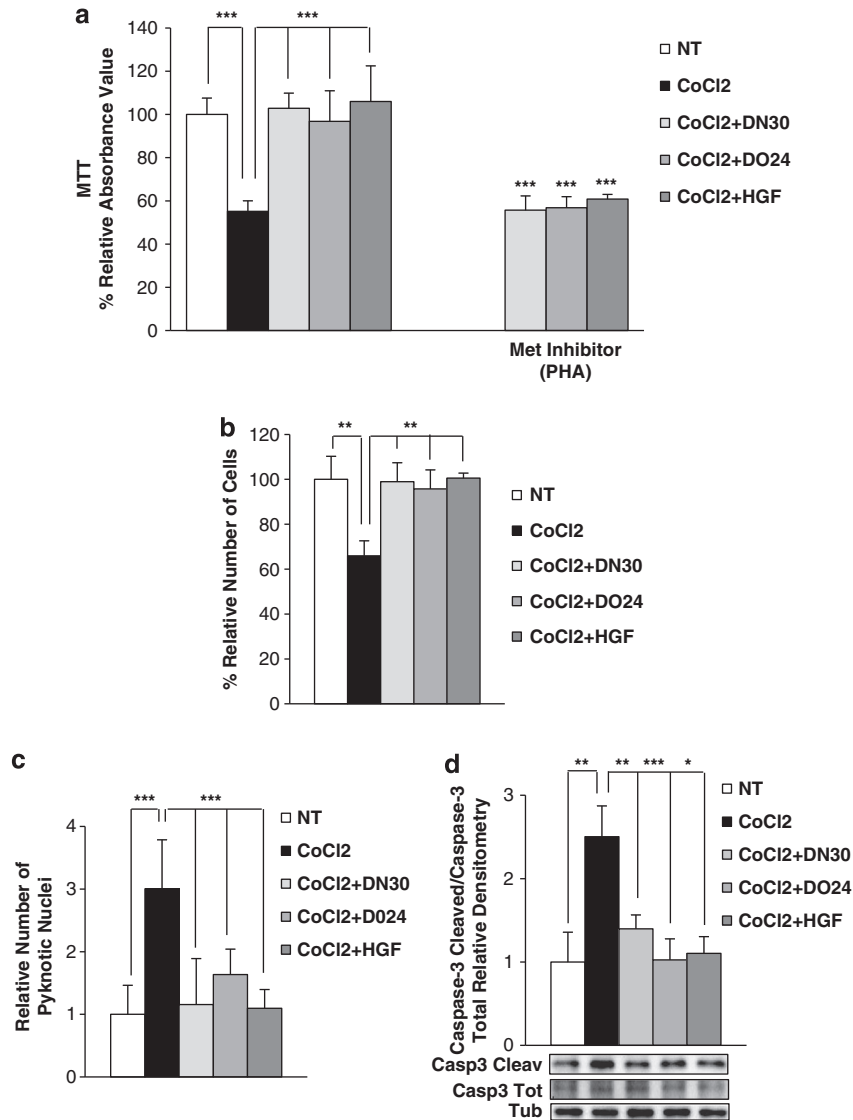 a
*** ***
MTT
% Relative Absorbance Value
140
120
100
80
60
40
20
0
*** *** ***
Met Inhibitor
(PHA)
NT
CoCl2
CoCl2+DN30
CoCl2+DO24
CoCl2+HGF
b
** **
% Relative Number of Cells
120
100
80
60
40
20
0
NT
CoCl2
CoCl2+DN30
CoCl2+DO24
CoCl2+HGF
c
*** ***
Relative Number of
Pyknotic Nuclei
4
3
2
1
0
NT
CoCl2
CoCl2+DN30
CoCl2+D024
CoCl2+HGF
d
** ** *** *
Caspase-3 Cleaved/Caspase-3
Total Relative Densitometry
3
2
1
0
NT
CoCl2
CoCl2+DN30
CoCl2+DO24
CoCl2+HGF
Casp3 Cleav
Casp3 Tot
Tub